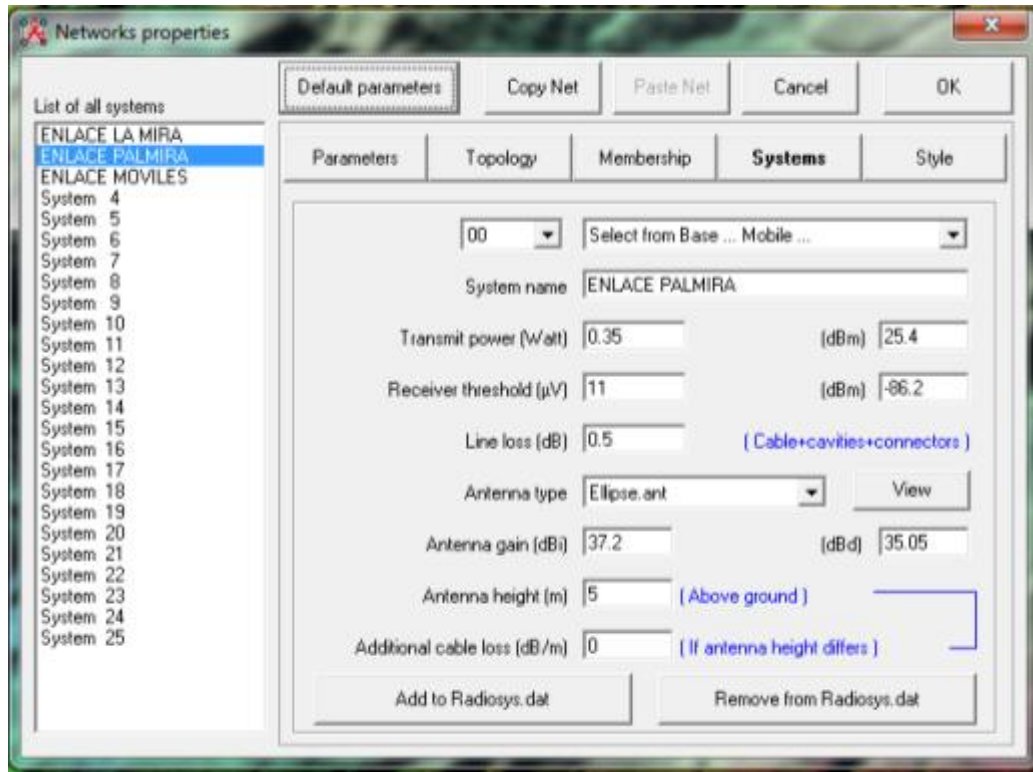 Networks properties
Default parameters Copy Net Paste Net Cancel OK
List of all systems
ENLACE LA MIRA
ENLACE PALMIRA
ENLACE MOVILES
System 4
System 5
System 6
System 7
System 8
System 9
System 10
System 11
System 12
System 13
System 14
System 15
System 16
System 17
System 18
System 19
System 20
System 21
System 22
System 23
System 24
System 25
Parameters Topology Membership Systems Style
00 Select from Base ... Mobile ...
System name ENLACE PALMIRA
Transmit power (Watt) 0.35 (dBm) 25.4
Receiver threshold (µV) 11 (dBm) -86.2
Line loss (dB) 0.5 ( Cable+cavities+connectors )
Antenna type Ellipse.ant View
Antenna gain (dBi) 37.2 (dBd) 35.05
Antenna height (m) 5 ( Above ground )
Additional cable loss (dB/m) 0 ( If antenna height differs )
Add to Radiosys.dat Remove from Radiosys.dat